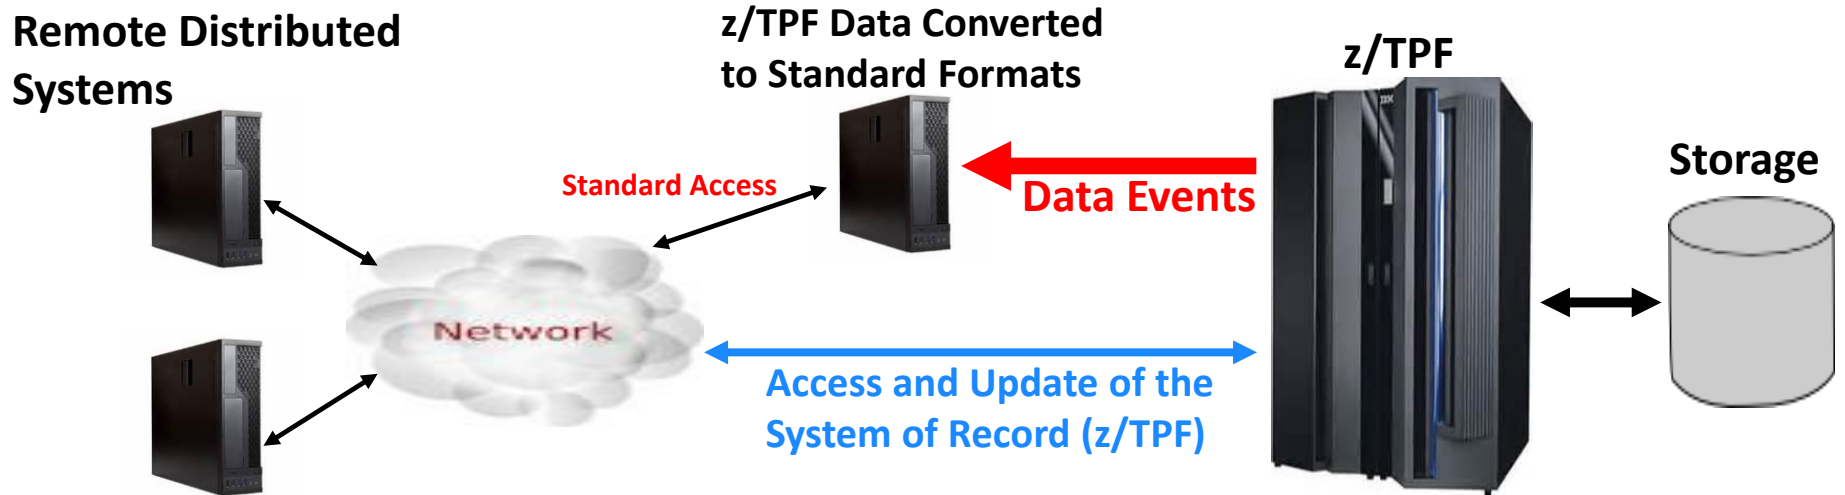 Remote Distributed
Systems
z/TPF Data Converted
to Standard Formats
z/TPF
Storage
Standard Access
Data Events
Network
Access and Update of the
System of Record (z/TPF)